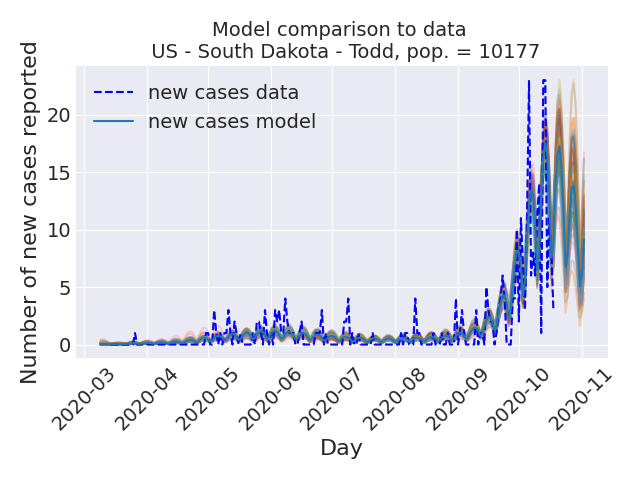 Model comparison to data
US - South Dakota - Todd, pop. = 10177
Number of new cases reported
20
15
10
5
0
new cases data
new cases model
2020-03
2020-04
2020-05
2020-06
2020-07
2020-08
2020-09
2020-10
2020-11
Day